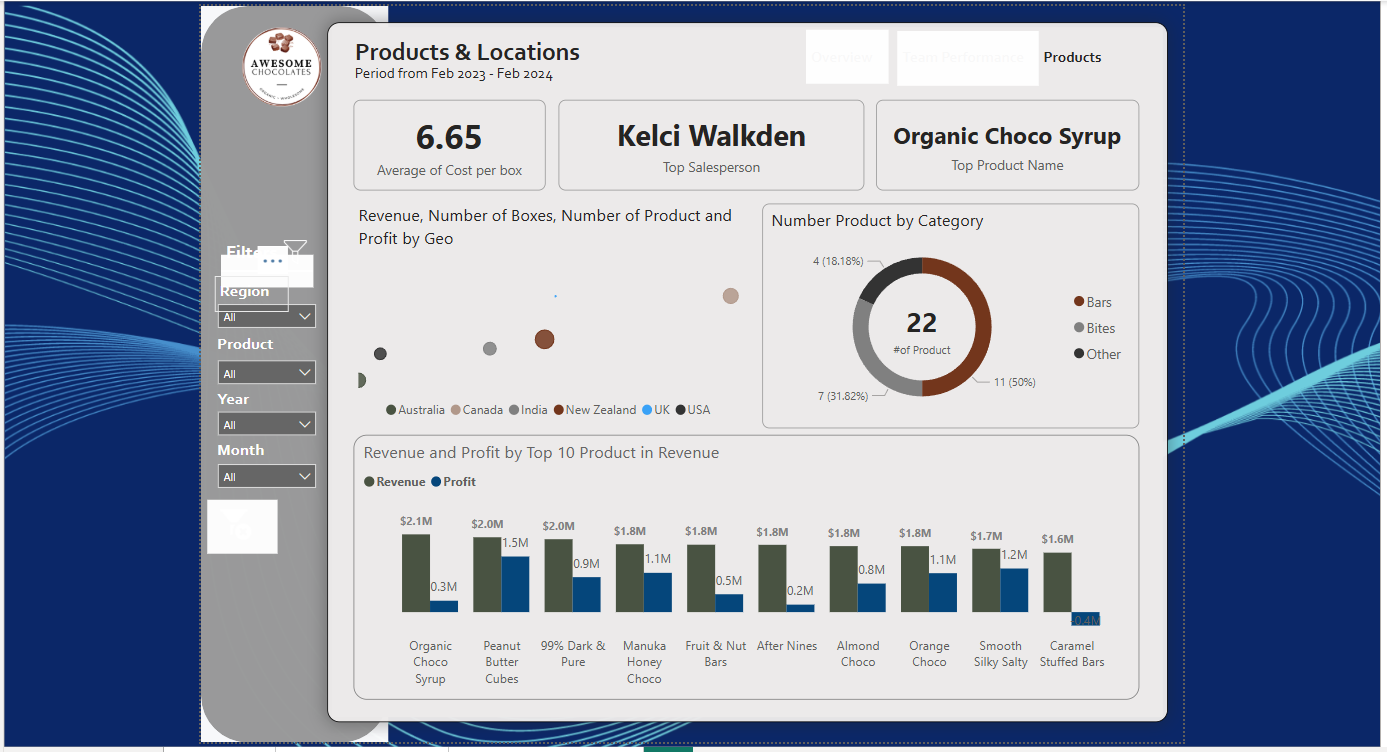 AWESOME
CHOCOLATES
Products & Locations
Period from Feb 2023 - Feb 2024
Overview
Team Performance
Products
6.65
Average of Cost per box
Kelci Walkden
Top Salesperson
Organic Choco Syrup
Top Product Name
Region
All
Product
All
Year
All
Month
All
Revenue, Number of Boxes, Number of Product and
Profit by Geo
Australia Canada India New Zealand UK USA
Number Product by Category
4 (18.18%)
22
#of Product
11 (50%)
7 (31.82%)
Bars
Bites
Other
Revenue and Profit by Top 10 Product in Revenue
Revenue Profit
$2.1M $2.0M $2.0M $1.8M $1.8M $1.8M $1.8M $1.8M $1.7M $1.6M
0.3M 1.5M 0.9M 1.1M 0.5M 0.2M 0.8M 1.1M 1.2M -0.4M
Organic
Choco
Syrup
Peanut
Butter
Cubes
99% Dark &
Pure
Manuka
Honey
Choco
Fruit & Nut
Bars
After Nines
Almond
Choco
Orange
Choco
Smooth
Silky Salty
Caramel
Stuffed Bars